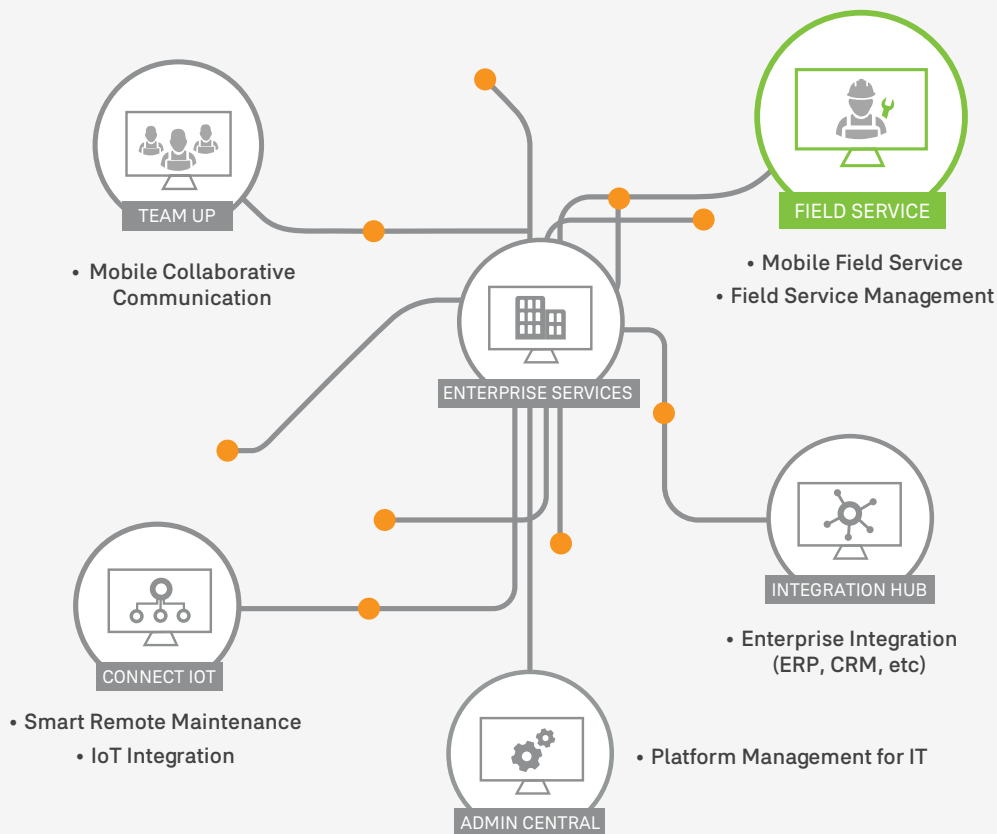 TEAM UP
• Mobile Collaborative
Communication
FIELD SERVICE
• Mobile Field Service
• Field Service Management
ENTERPRISE SERVICES
INTEGRATION HUB
• Enterprise Integration
(ERP, CRM, etc)
CONNECT IOT
• Smart Remote Maintenance
• IoT Integration
ADMIN CENTRAL
• Platform Management for IT